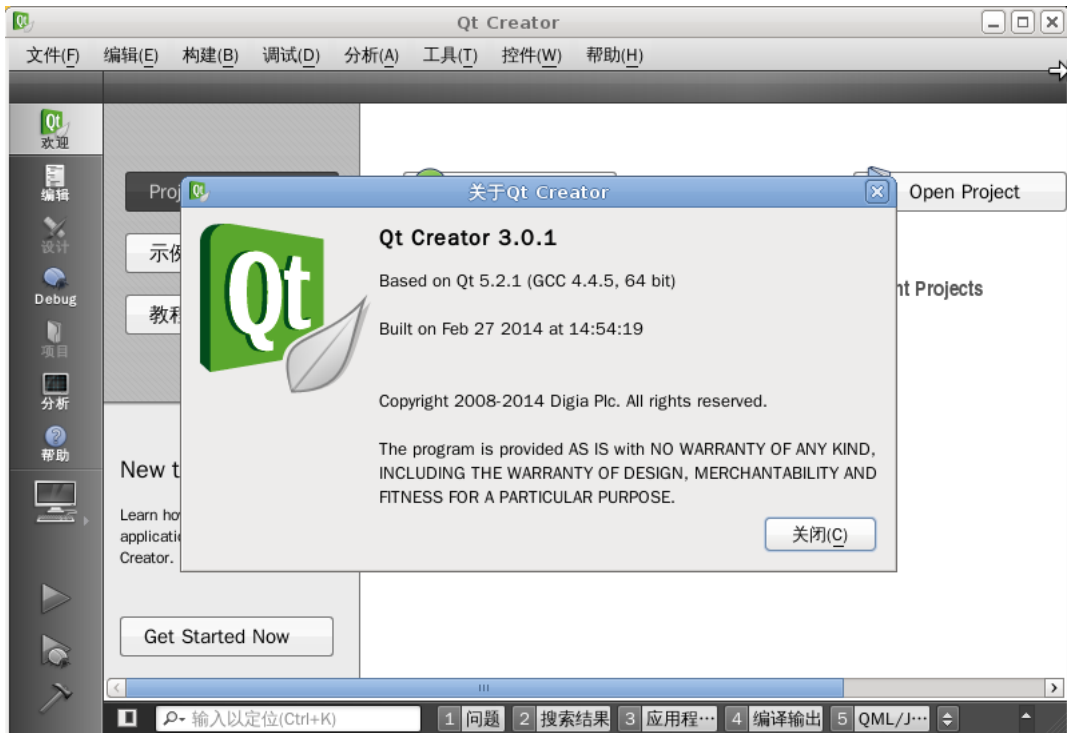 Qt Creator
文件(F) 编辑(E) 构建(B) 调试(D) 分析(A) 工具(T) 控件(W) 帮助(H)
Qt
欢迎
编辑
设计
Debug
项目
分析
帮助
Open Project
关于Qt Creator
Qt
Qt Creator 3.0.1
Based on Qt 5.2.1 (GCC 4.4.5, 64 bit)
Built on Feb 27 2014 at 14:54:19
Copyright 2008-2014 Digia Plc. All rights reserved.
The program is provided AS IS with NO WARRANTY OF ANY KIND,
INCLUDING THE WARRANTY OF DESIGN, MERCHANTABILITY AND
FITNESS FOR A PARTICULAR PURPOSE.
关闭(C)
Projects
New
Learn
Creator.
Get Started Now
输入以定位(Ctrl+K)
1 问题 2 搜索结果 3 应用程… 4 编译输出 5 QML/J…